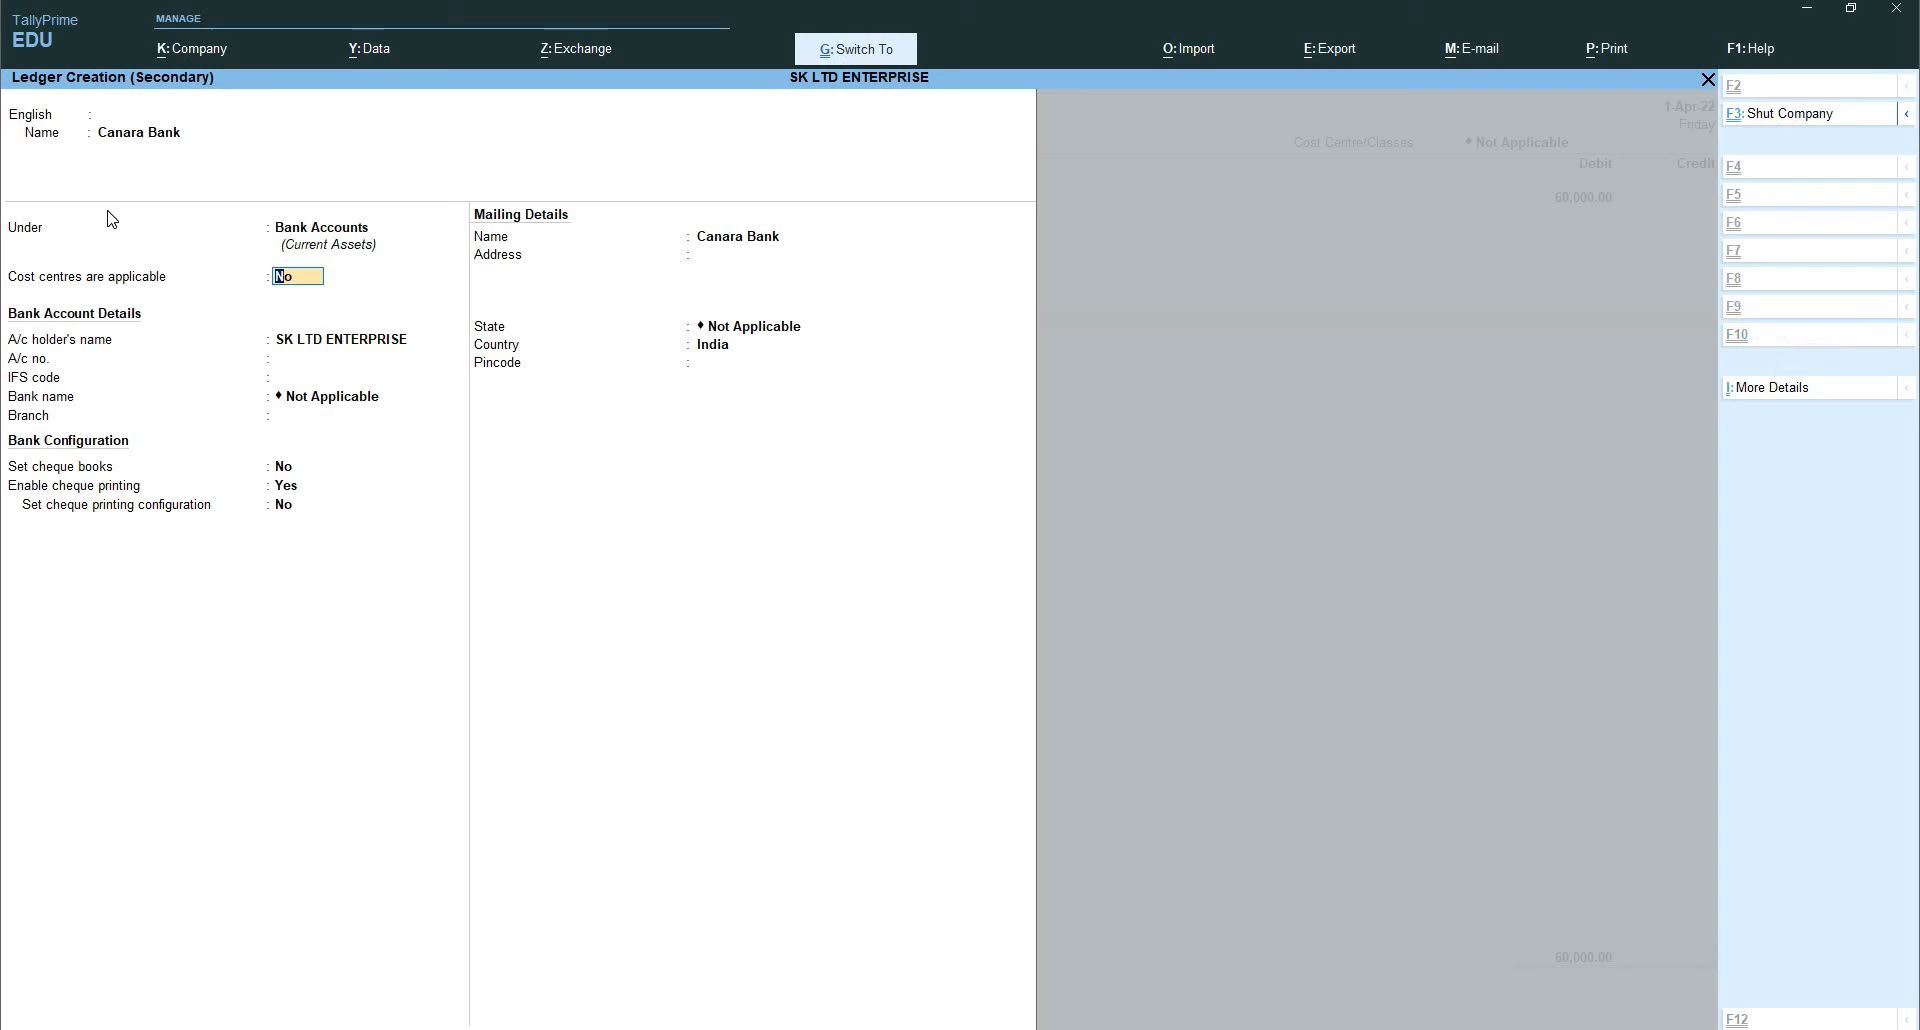 TallyPrime
EDU
MANAGE
K: Company
Y: Data
Z: Exchange
G: Switch To
O: Import
E: Export
M: E-mail
P: Print
F1: Help
Ledger Creation (Secondary)
SK LTD ENTERPRISE
English :
Name : Canara Bank
Under : Bank Accounts
(Current Assets)
Cost centres are applicable : No
Bank Account Details
A/c holder's name : SK LTD ENTERPRISE
A/c no. :
IFS code :
Bank name : ♦ Not Applicable
Branch :
Bank Configuration
Set cheque books : No
Enable cheque printing : Yes
Set cheque printing configuration : No
Mailing Details
Name : Canara Bank
Address :
State : ♦ Not Applicable
Country : India
Pincode :
1-Apr-22
Friday
Cost Centre/Classes ♦ Not Applicable
Debit Credit
60,000.00
60,000.00
F2
F3: Shut Company
F4
F5
F6
F7
F8
F9
F10
I: More Details
F12